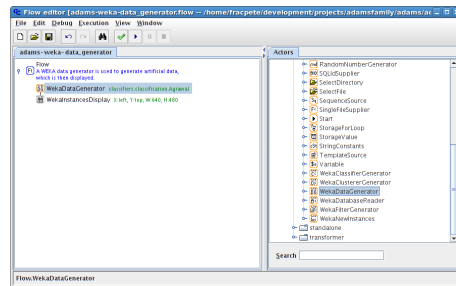 Flow editor [adams-weka-data_generator.flow -- /home/fracpete/development/projects/adamsfamily/adams/ac
File Edit Debug Execution View Window
adams-weka-data_generator
Flow
A WEKA data generator is used to generate artificial data,
which is then displayed.
WekaDataGenerator classifiers.classification.Agrawal
WekaInstancesDisplay X:left, Y:top, W:640, H:480
Actors
RandomNumberGenerator
SQLIdSupplier
SelectDirectory
SelectFile
SequenceSource
SingleFileSupplier
Start
StorageForLoop
StorageValue
StringConstants
TemplateSource
Variable
WekaClassifierGenerator
WekaClustererGenerator
WekaDataGenerator
WekaDatabaseReader
WekaFilterGenerator
WekaNewInstances
standalone
transformer
Search
Flow.WekaDataGenerator